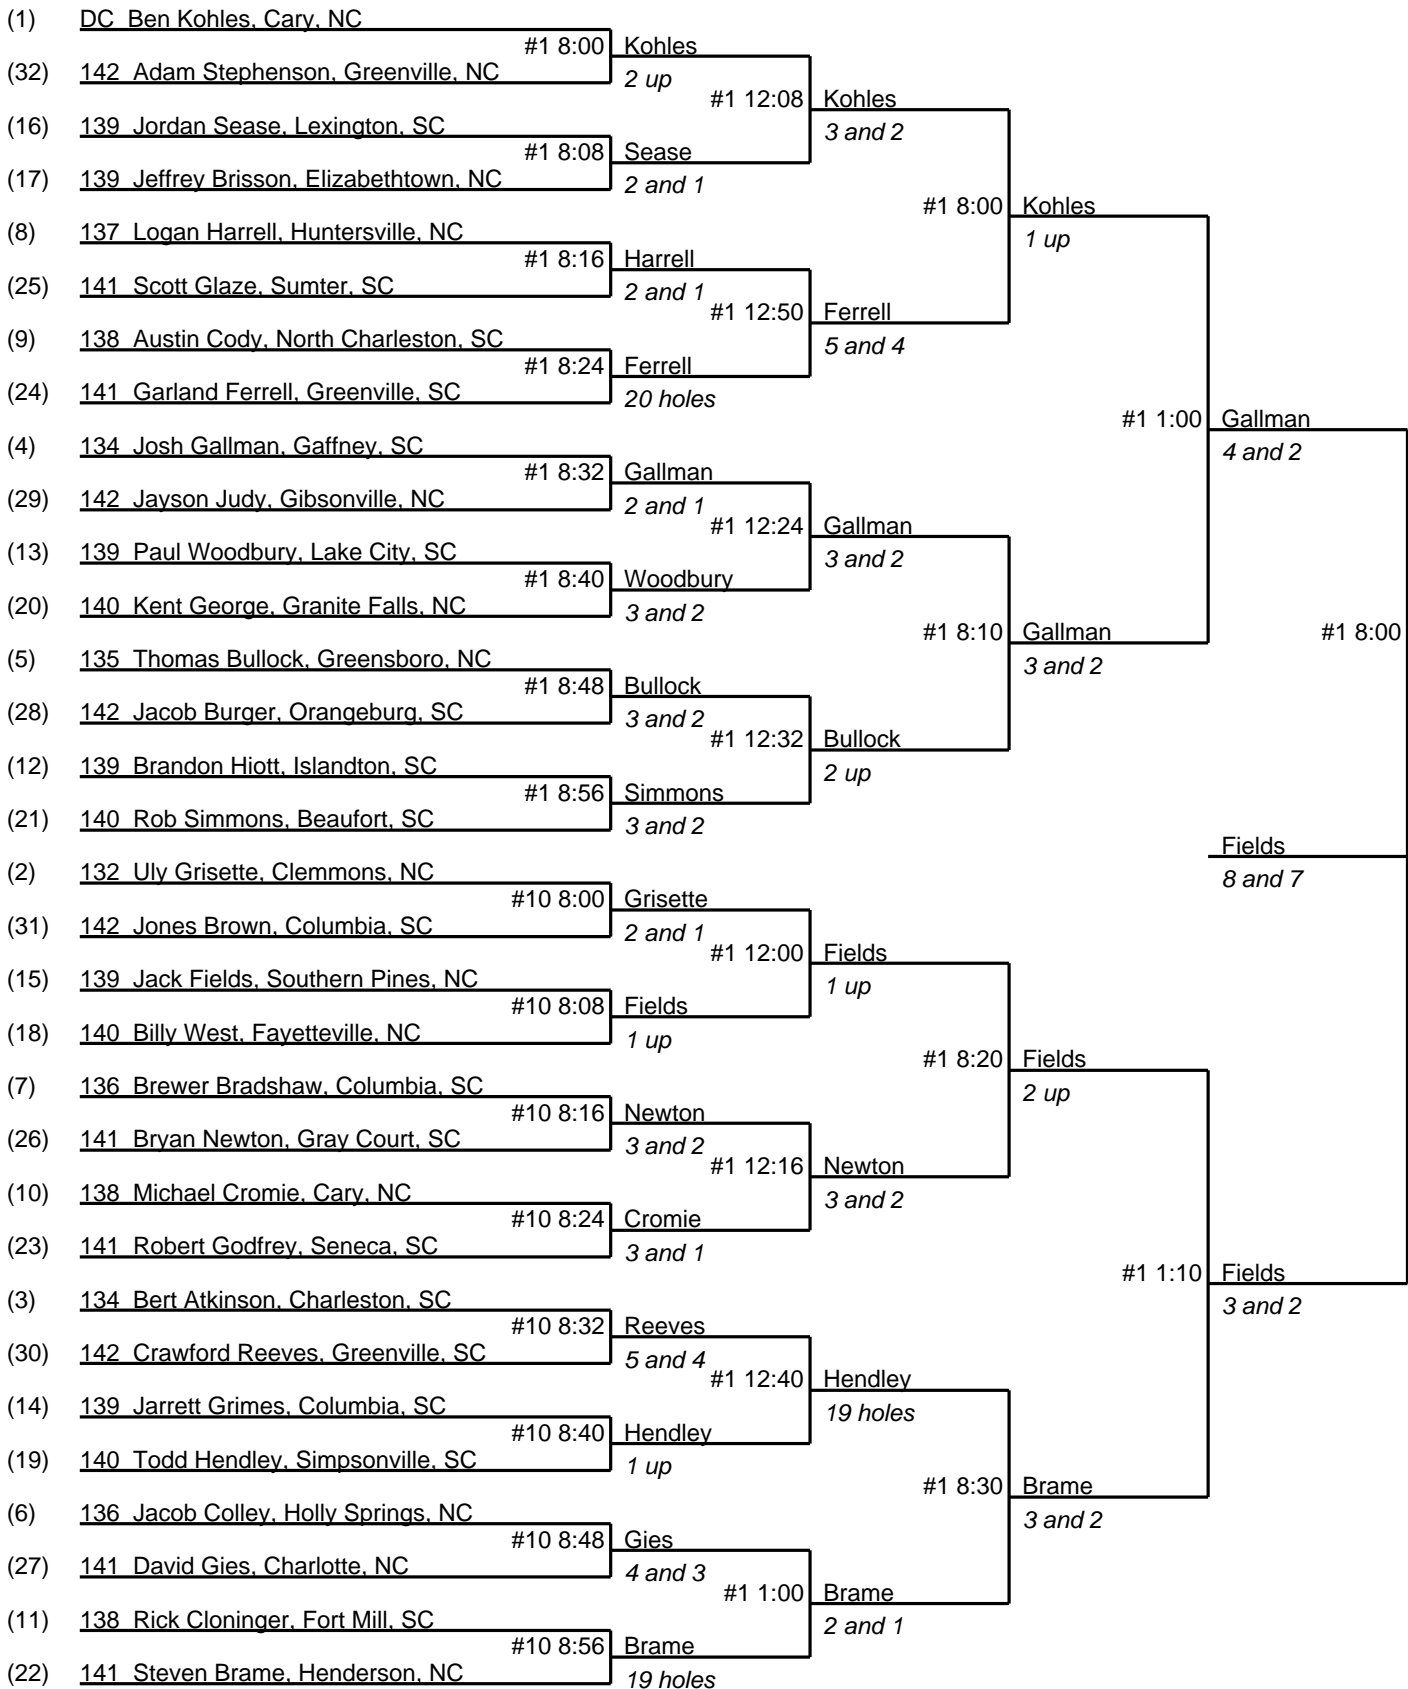 (1) DC Ben Kohles, Cary, NC
#1 8:00 Kohles
(32) 142 Adam Stephenson, Greenville, NC
2 up
#1 12:08 Kohles
(16) 139 Jordan Sease, Lexington, SC
3 and 2
#1 8:08 Sease
(17) 139 Jeffrey Brisson, Elizabethtown, NC
2 and 1
#1 8:00 Kohles
(8) 137 Logan Harrell, Huntersville, NC
1 up
#1 8:16 Harrell
(25) 141 Scott Glaze, Sumter, SC
2 and 1
#1 12:50 Ferrell
(9) 138 Austin Cody, North Charleston, SC
5 and 4
#1 8:24 Ferrell
(24) 141 Garland Ferrell, Greenville, SC
20 holes
#1 1:00 Gallman
(4) 134 Josh Gallman, Gaffney, SC
4 and 2
#1 8:32 Gallman
(29) 142 Jayson Judy, Gibsonville, NC
2 and 1
#1 12:24 Gallman
(13) 139 Paul Woodbury, Lake City, SC
3 and 2
#1 8:40 Woodbury
(20) 140 Kent George, Granite Falls, NC
3 and 2
#1 8:10 Gallman
#1 8:00
(5) 135 Thomas Bullock, Greensboro, NC
3 and 2
#1 8:48 Bullock
(28) 142 Jacob Burger, Orangeburg, SC
3 and 2
#1 12:32 Bullock
(12) 139 Brandon Hiott, Islandton, SC
2 up
#1 8:56 Simmons
(21) 140 Rob Simmons, Beaufort, SC
3 and 2
Fields
(2) 132 Uly Grisette, Clemmons, NC
8 and 7
#10 8:00 Grisette
(31) 142 Jones Brown, Columbia, SC
2 and 1
#1 12:00 Fields
(15) 139 Jack Fields, Southern Pines, NC
1 up
#10 8:08 Fields
(18) 140 Billy West, Fayetteville, NC
1 up
#1 8:20 Fields
(7) 136 Brewer Bradshaw, Columbia, SC
2 up
#10 8:16 Newton
(26) 141 Bryan Newton, Gray Court, SC
3 and 2
#1 12:16 Newton
(10) 138 Michael Cromie, Cary, NC
3 and 2
#10 8:24 Cromie
(23) 141 Robert Godfrey, Seneca, SC
3 and 1
#1 1:10 Fields
(3) 134 Bert Atkinson, Charleston, SC
3 and 2
#10 8:32 Reeves
(30) 142 Crawford Reeves, Greenville, SC
5 and 4
#1 12:40 Hendley
(14) 139 Jarrett Grimes, Columbia, SC
19 holes
#10 8:40 Hendley
(19) 140 Todd Hendley, Simpsonville, SC
1 up
#1 8:30 Brame
(6) 136 Jacob Colley, Holly Springs, NC
3 and 2
#10 8:48 Gies
(27) 141 David Gies, Charlotte, NC
4 and 3
#1 1:00 Brame
(11) 138 Rick Cloninger, Fort Mill, SC
2 and 1
#10 8:56 Brame
(22) 141 Steven Brame, Henderson, NC
19 holes